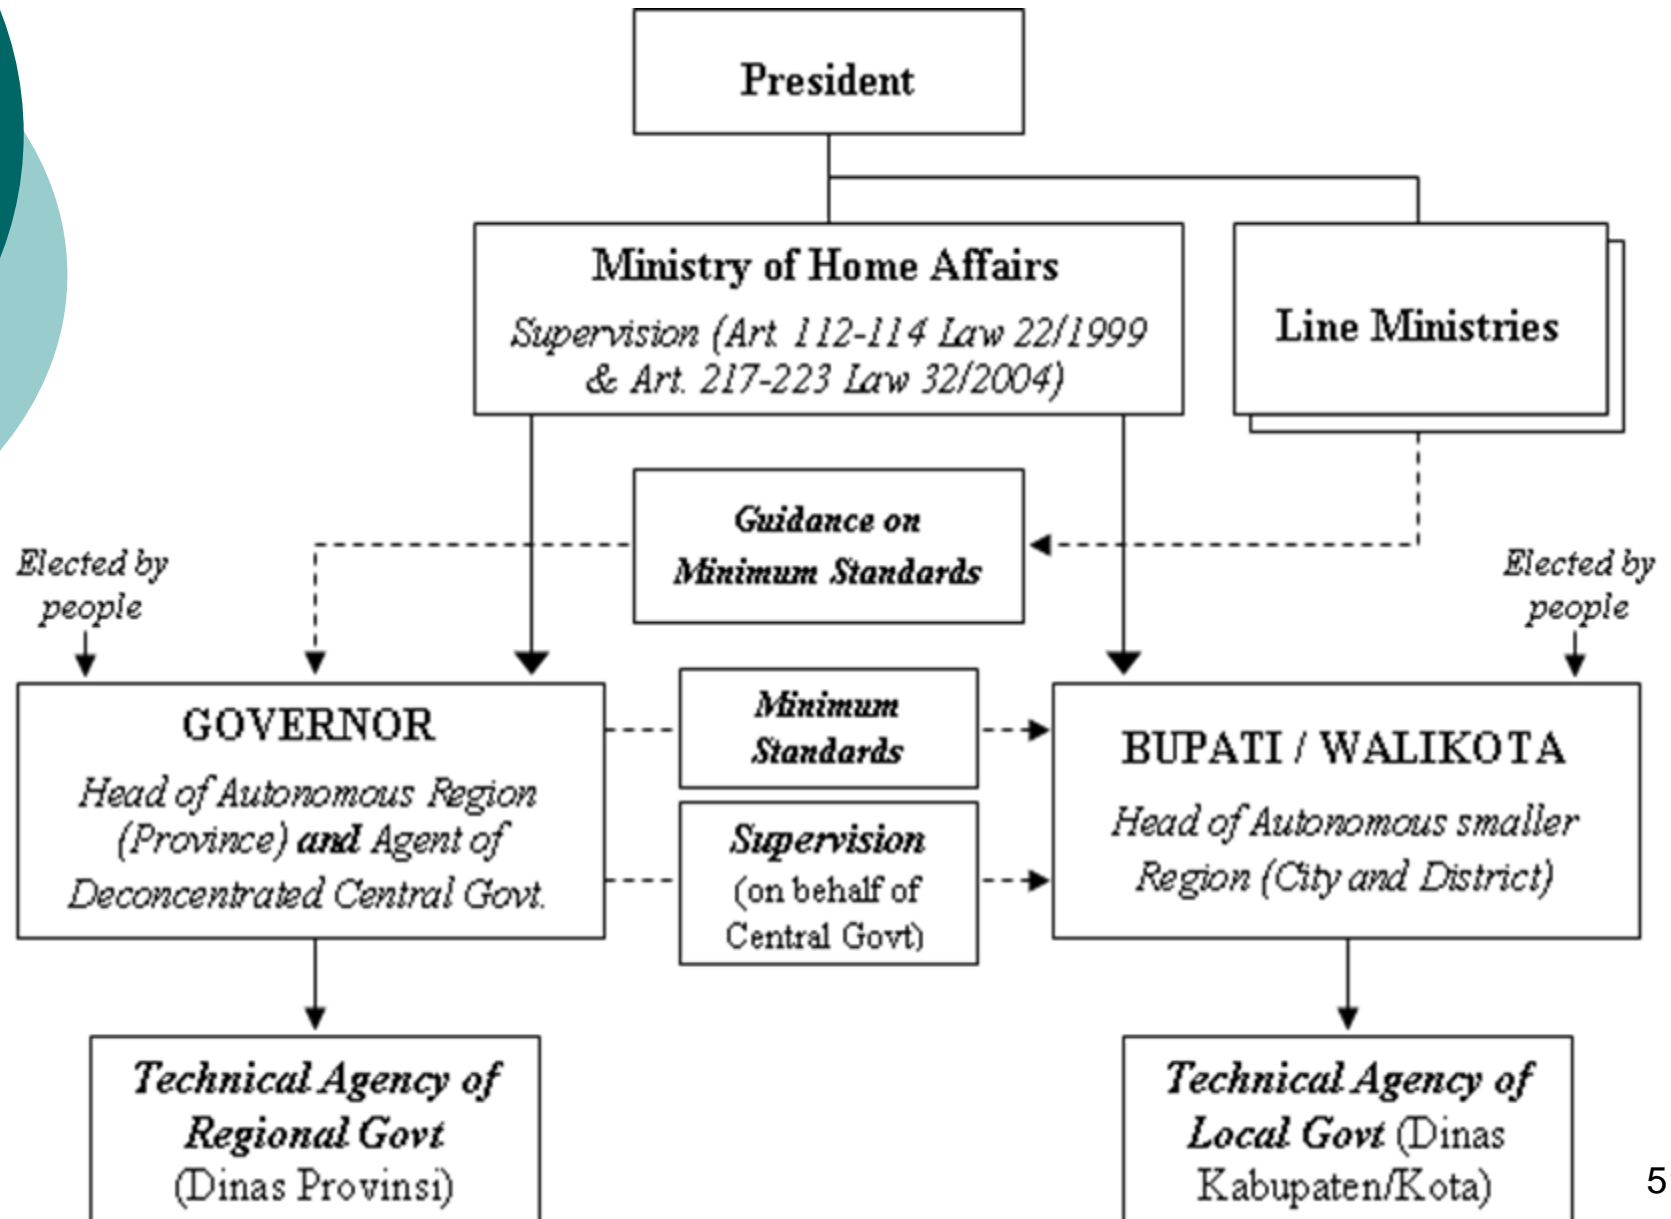 President
Ministry of Home Affairs
Supervision (Art. 112-114 Law 22/1999
& Art. 217-223 Law 32/2004)
Line Ministries
Guidance on
Minimum Standards
Elected by
people
Elected by
people
GOVERNOR
Head of Autonomous Region
(Province) and Agent of
Deconcentrated Central Govt.
Minimum
Standards
Supervision
(on behalf of
Central Govt)
BUPATI / WALIKOTA
Head of Autonomous smaller
Region (City and District)
Technical Agency of
Regional Govt
(Dinas Provinsi)
Technical Agency of
Local Govt (Dinas
Kabupaten/Kota)
5